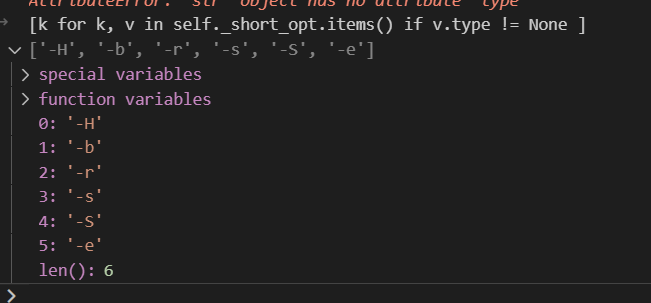 AttributeError: 'str' object has no attribute 'type'
[k for k, v in self._short_opt.items() if v.type != None ]
['-H', '-b', '-r', '-s', '-S', '-e']
special variables
function variables
0: '-H'
1: '-b'
2: '-r'
3: '-s'
4: '-S'
5: '-e'
len(): 6